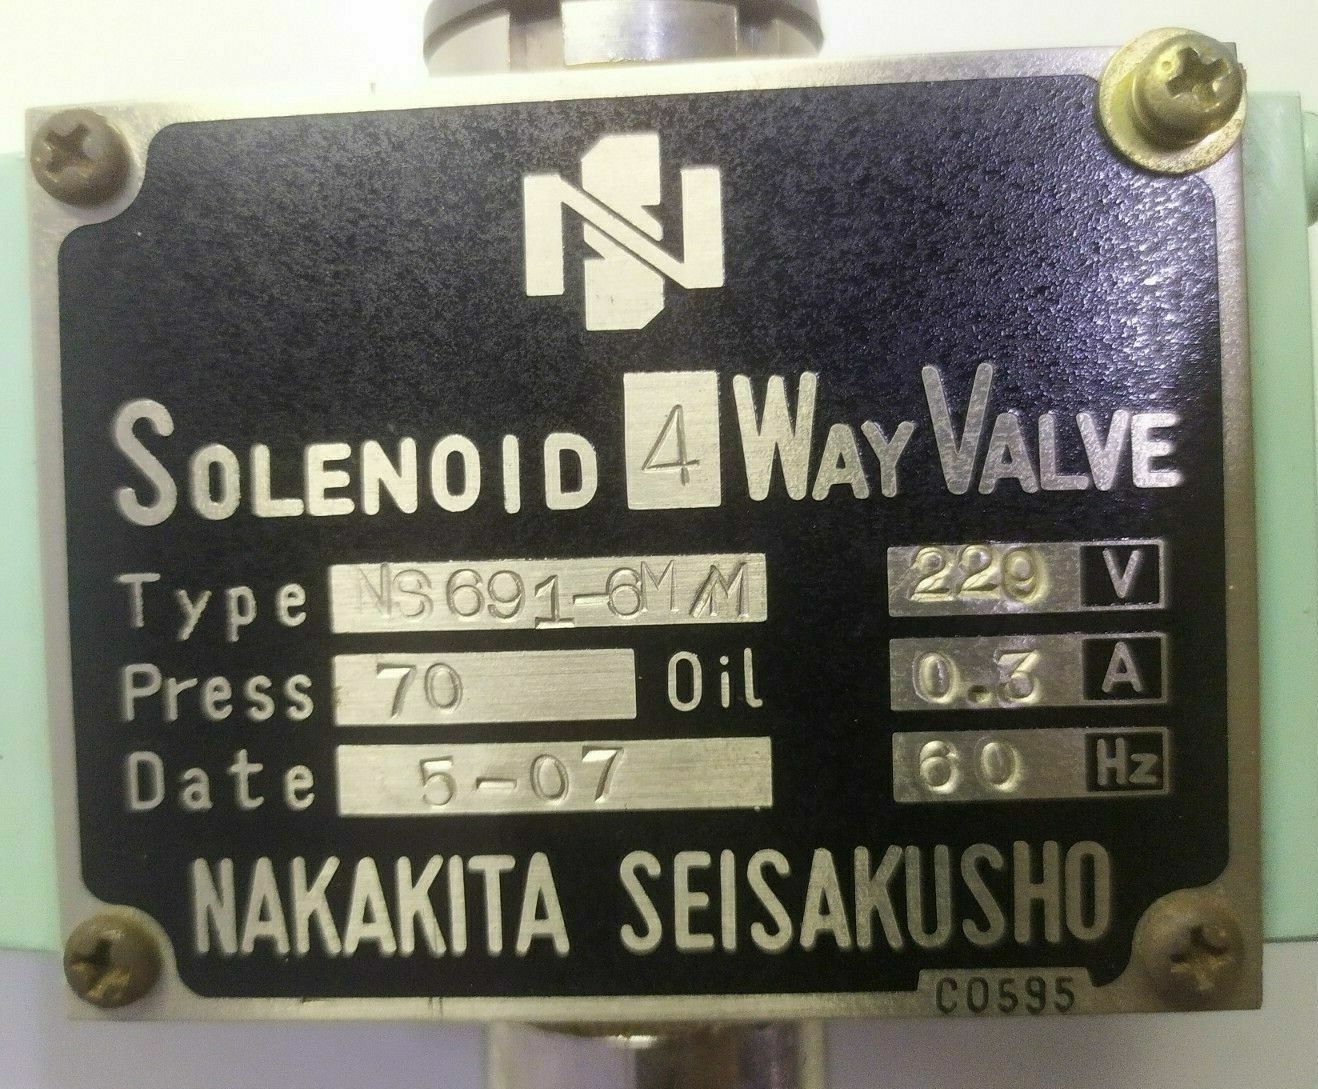 SOLENOID 4 WAY VALVE
Type NS691-6M/M 220 V
Press 70 Oil 0.3 A
Date 5-07 60 Hz
NAKAKITA SEISAKUSHO
C0595